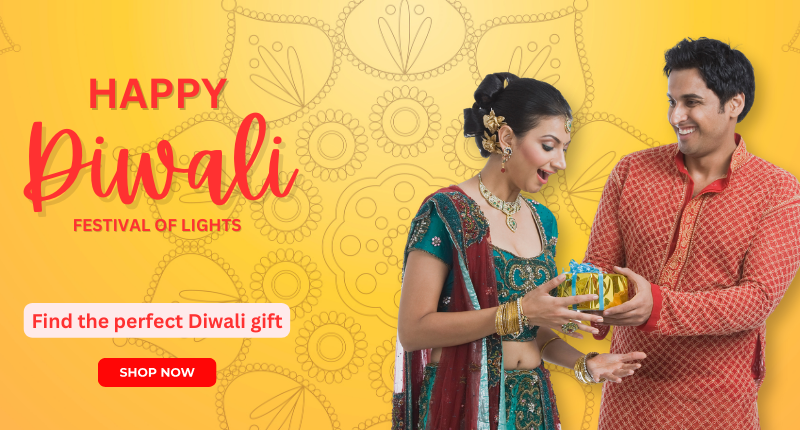 HAPPY
Diwali
FESTIVAL OF LIGHTS
Find the perfect Diwali gift
SHOP NOW